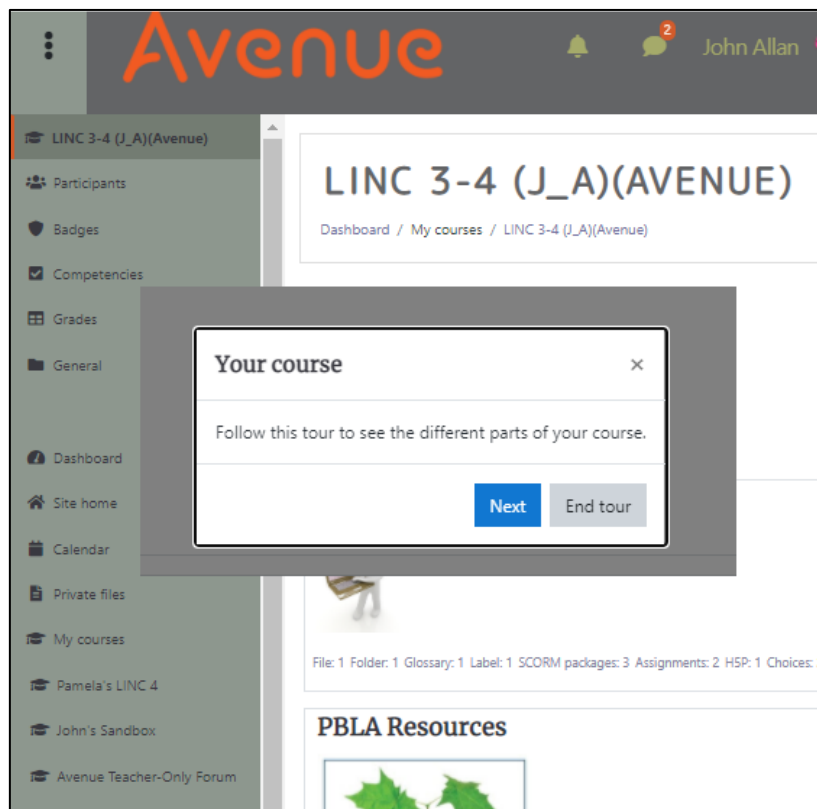 Avenue
2
John Allan
LINC 3-4 (J_A)(Avenue)
Participants
Badges
Competencies
Grades
General
Dashboard
Site home
Calendar
Private files
My courses
Pamela's LINC 4
John's Sandbox
Avenue Teacher-Only Forum
LINC 3-4 (J_A)(AVENUE)
Dashboard / My courses / LINC 3-4 (J_A)(Avenue)
Your course
×
Follow this tour to see the different parts of your course.
Next
End tour
File: 1 Folder: 1 Glossary: 1 Label: 1 SCORM packages: 3 Assignments: 2 H5P: 1 Choices:
PBLA Resources